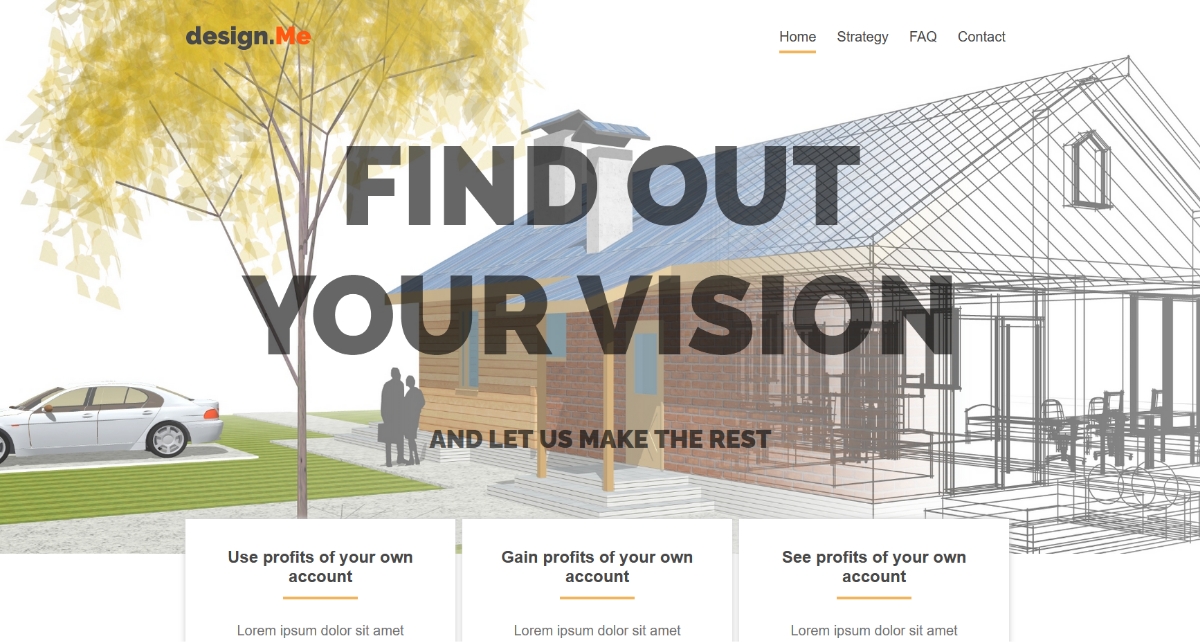 design.Me
Home Strategy FAQ Contact
FIND OUT
YOUR VISION
AND LET US MAKE THE REST
Use profits of your own
account
Lorem ipsum dolor sit amet
Gain profits of your own
account
Lorem ipsum dolor sit amet
See profits of your own
account
Lorem ipsum dolor sit amet